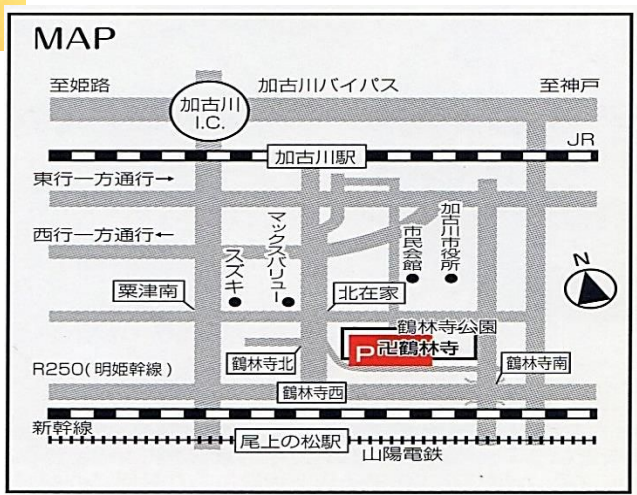 MAP
至姫路
加古川バイパス
至神戸
加古川
I.C.
JR
加古川駅
東行一方通行→
西行一方通行←
スズキ
マックスバリュー
市民会館
加古川市役所
N
粟津南
北在家
鶴林寺公園
P卍鶴林寺
鶴林寺北
鶴林寺南
R250(明姫幹線)
鶴林寺西
新幹線
尾上の松駅
山陽電鉄